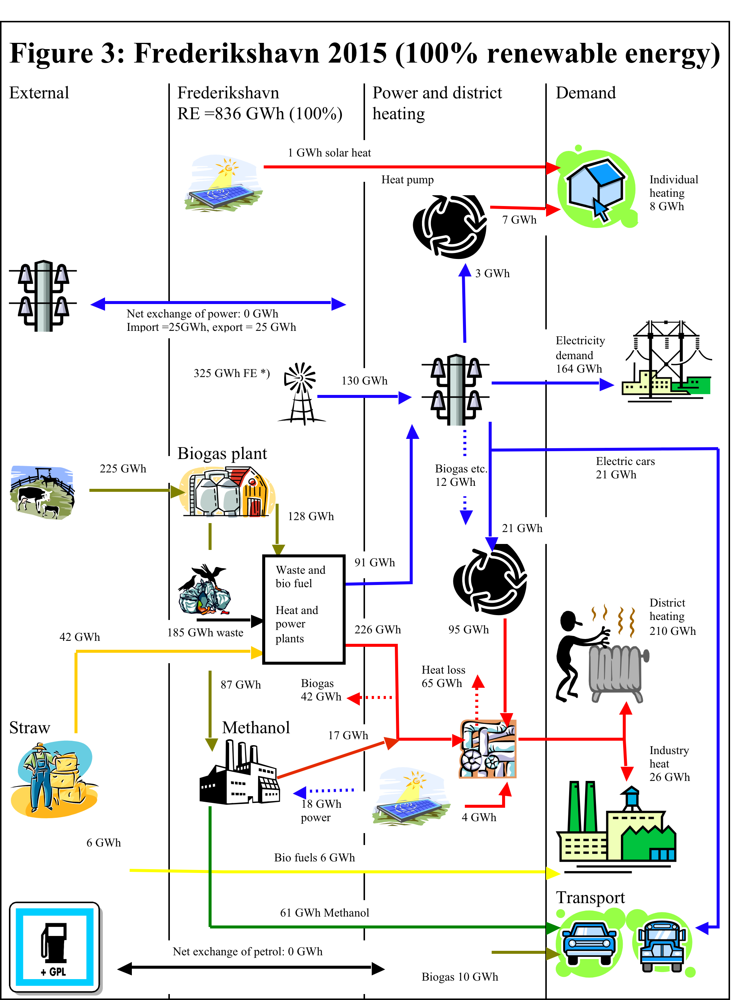 Figure 3: Frederikshavn 2015 (100% renewable energy)
External
Frederikshavn
RE =836 GWh (100%)
Power and district
heating
Demand
1 GWh solar heat
Heat pump
Individual
heating
8 GWh
7 GWh
3 GWh
Net exchange of power: 0 GWh
Import =25GWh, export = 25 GWh
Electricity
demand
164 GWh
325 GWh FE *)
130 GWh
Biogas plant
225 GWh
Biogas etc.
12 GWh
Electric cars
21 GWh
128 GWh
21 GWh
91 GWh
Waste and
bio fuel
Heat and
power
plants
District
heating
210 GWh
185 GWh waste
226 GWh
95 GWh
42 GWh
Heat loss
65 GWh
87 GWh
Biogas
42 GWh
Straw
Methanol
17 GWh
Industry
heat
26 GWh
18 GWh
power
4 GWh
6 GWh
Bio fuels 6 GWh
Transport
61 GWh Methanol
Net exchange of petrol: 0 GWh
+ GPL
Biogas 10 GWh